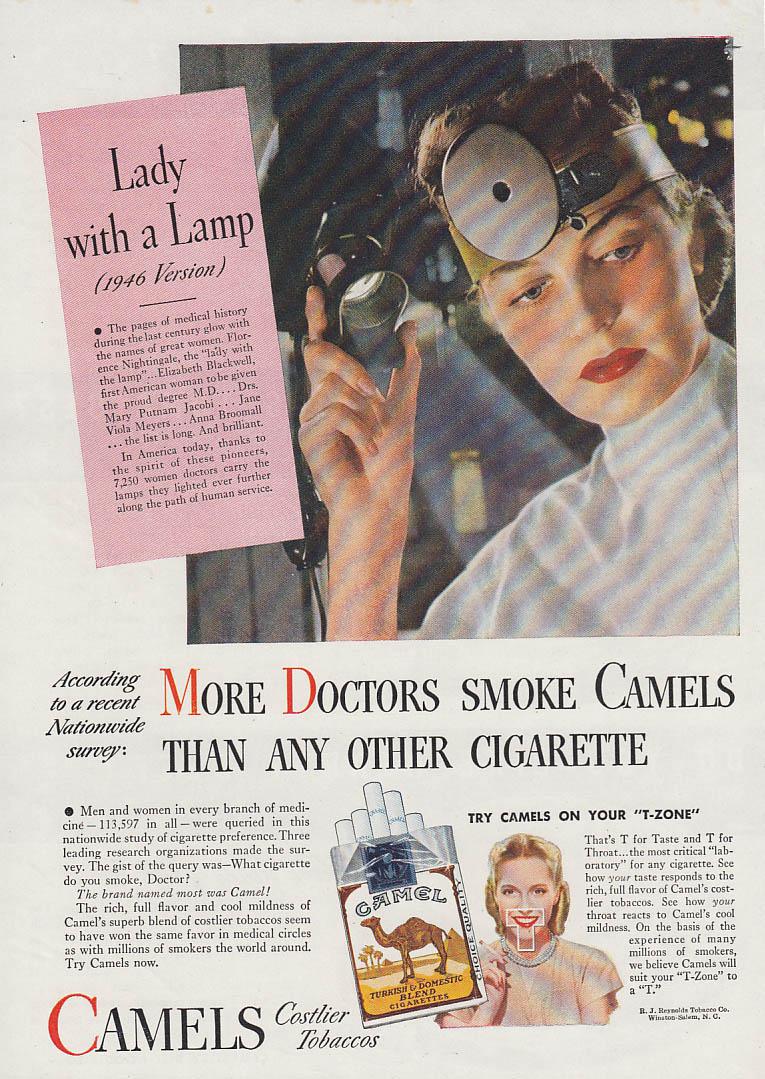 Lady
with a Lamp
(1946 Version)
● The pages of medical history
during the last century glow with
the names of great women. Flor-
ence Nightingale, the "lady with
the lamp"...Elizabeth Blackwell,
first American woman to be given
the proud degree M.D.... Drs.
Mary Putnam Jacobi . . . Jane
Viola Meyers... Anna Broomall
...the list is long. And brilliant.
In America today, thanks to
the spirit of these pioneers,
7,250 women doctors carry the
lamps they lighted ever further
along the path of human service.
According
to a recent
Nationwide
survey:
MORE DOCTORS SMOKE CAMELS
THAN ANY OTHER CIGARETTE
● Men and women in every branch of medi-
cine — 113,597 in all — were queried in this
nationwide study of cigarette preference. Three
leading research organizations made the sur-
vey. The gist of the query was—What cigarette
do you smoke, Doctor?
The brand named most was Camel!
The rich, full flavor and cool mildness of
Camel's superb blend of costlier tobaccos seem
to have won the same favor in medical circles
as with millions of smokers the world around.
Try Camels now.
CAMELS Costlier
Tobaccos
CAMEL
TURKISH & DOMESTIC
BLEND
CIGARETTES
CHOICE QUALITY
TRY CAMELS ON YOUR "T-ZONE"
That's T for Taste and T for
Throat...the most critical "lab-
oratory" for any cigarette. See
how your taste responds to the
rich, full flavor of Camel's cost-
lier tobaccos. See how your
throat reacts to Camel's cool
mildness. On the basis of the
experience of many
millions of smokers,
we believe Camels will
suit your "T-Zone" to
a "T."
R. J. Reynolds Tobacco Co.
Winston-Salem, N. C.